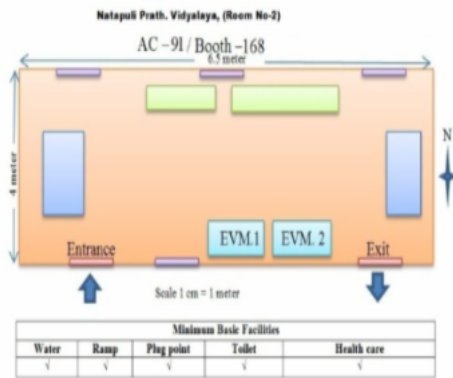 Natapuli Prath. Vidyalaya, (Room No-2)
AC -91 / Booth -168
6.5 meter
4 meter
N
EVM.1 EVM. 2
Entrance Exit
Scale 1 cm = 1 meter
Minimum Basic Facilities
Water Ramp Plug point Toilet Health care
√ √ √ √ √